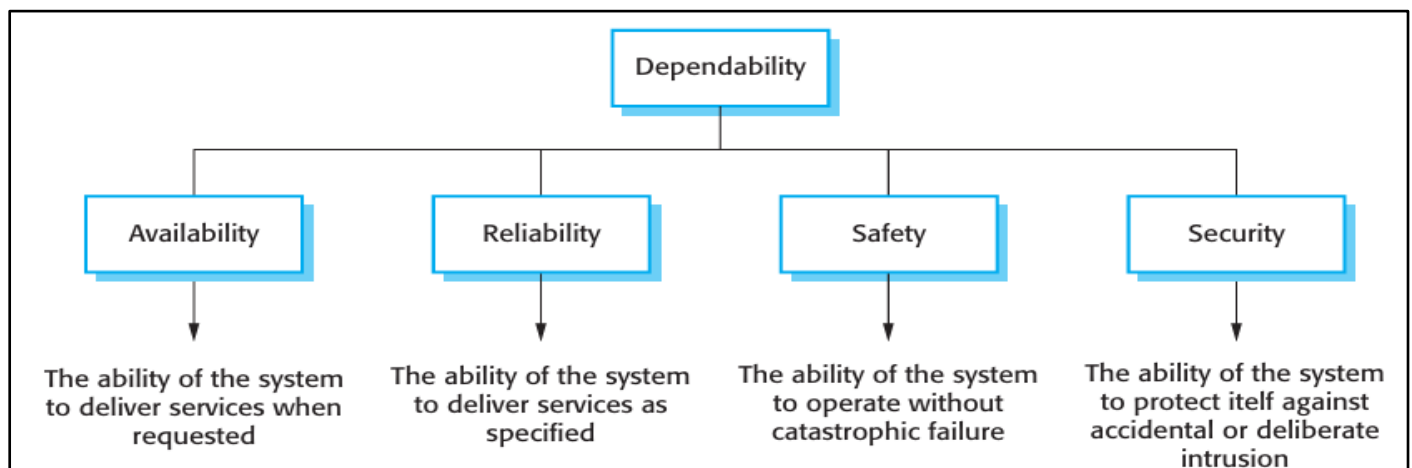 Dependability
Availability
Reliability
Safety
Security
The ability of the system
to deliver services when
requested
The ability of the system
to deliver services as
specified
The ability of the system
to operate without
catastrophic failure
The ability of the system
to protect itelf against
accidental or deliberate
intrusion